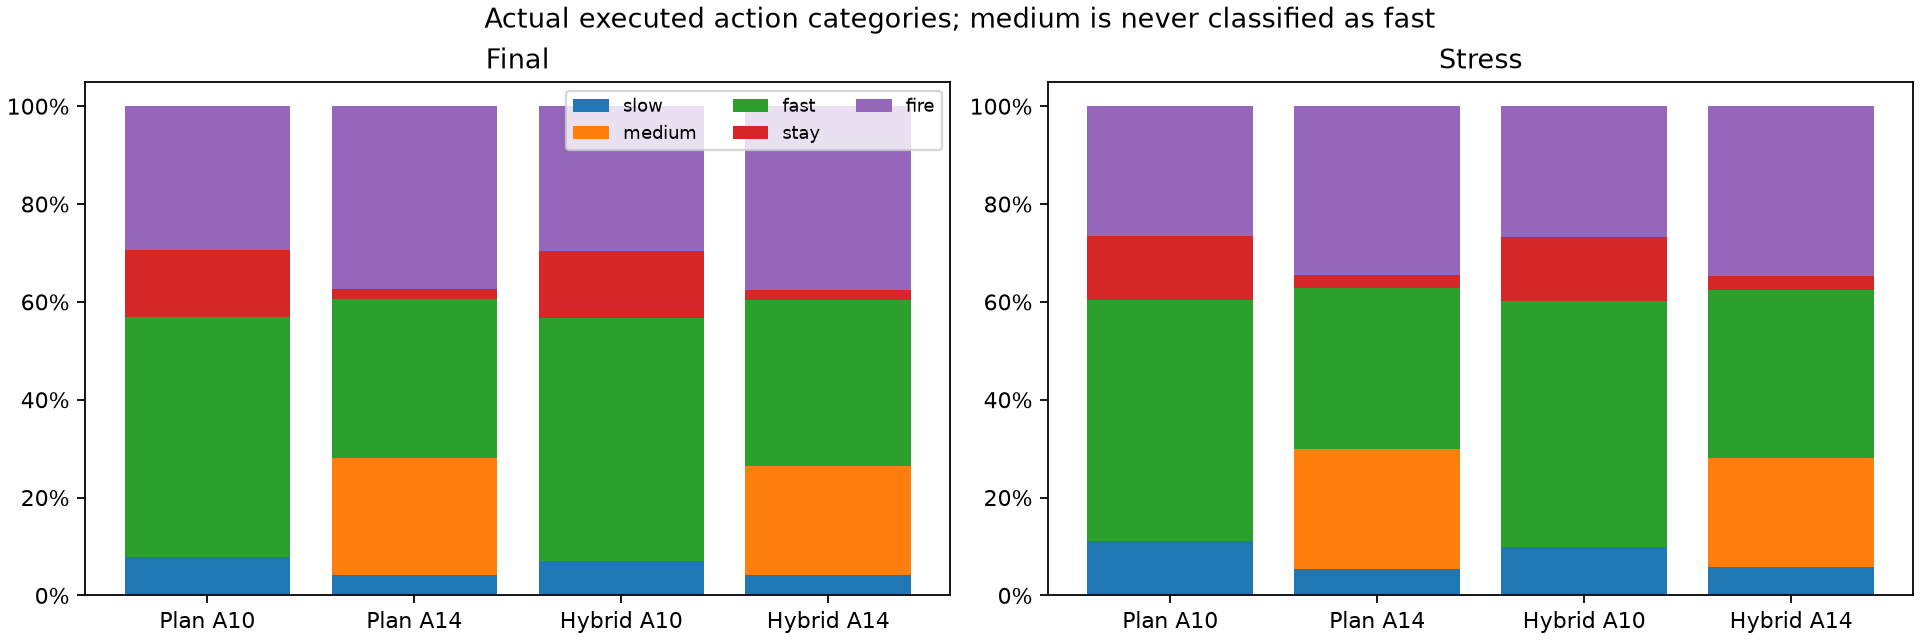 Actual executed action categories; medium is never classified as fast
Final
100%
80%
60%
40%
20%
0%
slow
medium
fast
stay
fire
Plan A10
Plan A14
Hybrid A10
Hybrid A14
Stress
100%
80%
60%
40%
20%
0%
Plan A10
Plan A14
Hybrid A10
Hybrid A14